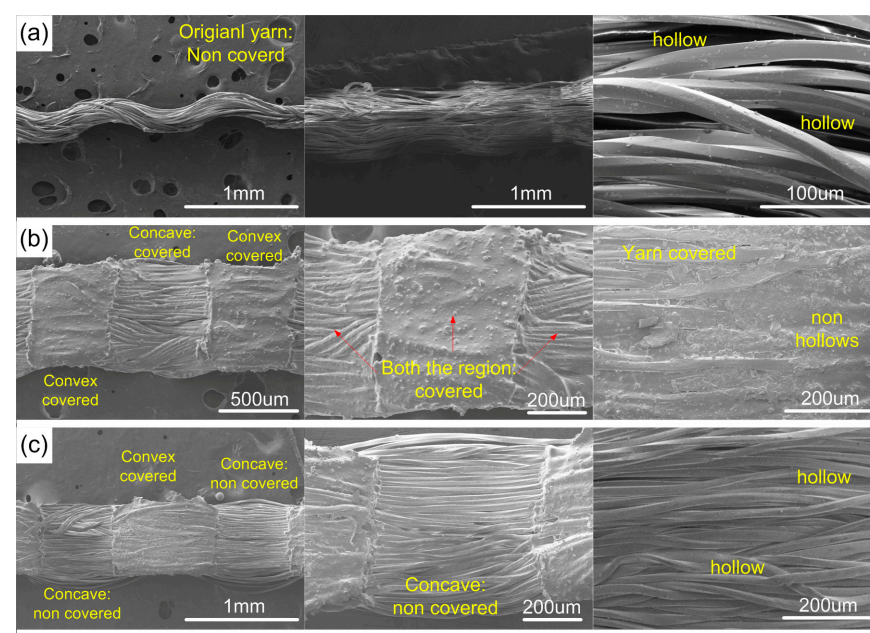 (a)
Origianl yarn:
Non coverd
1mm
1mm
hollow
hollow
100um
(b)
Concave:
covered
Convex
covered
Convex
covered
500um
Both the region:
covered
200um
Yarn covered
non
hollows
200um
(c)
Convex
covered
Concave:
non covered
Concave:
non covered
1mm
Concave:
non covered
200um
hollow
hollow
200um